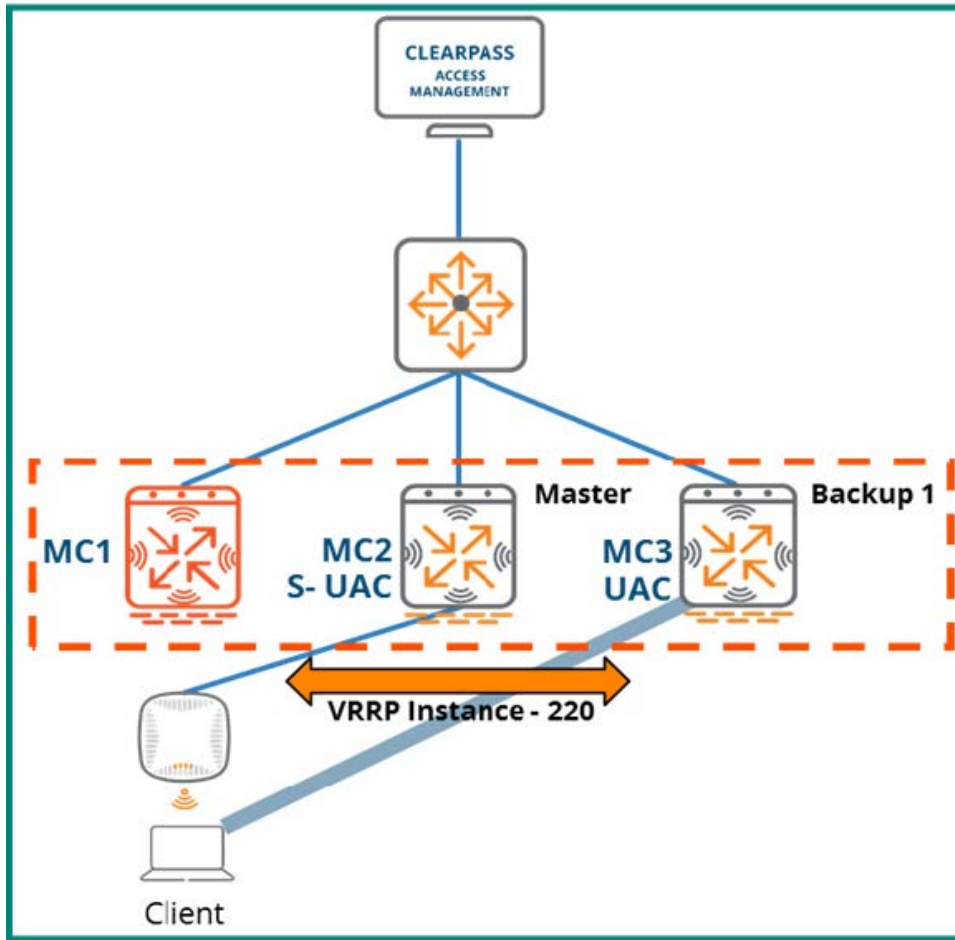 CLEARPASS
ACCESS
MANAGEMENT
Master
Backup 1
MC1
MC2
S- UAC
MC3
UAC
VRRP Instance - 220
Client